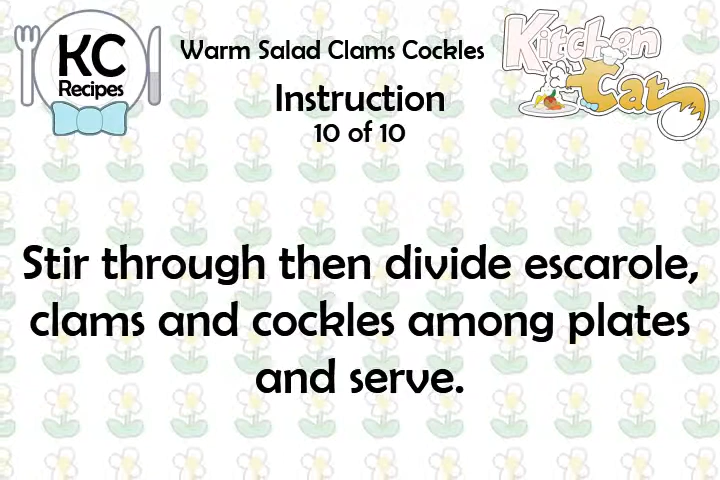 KC
Recipes
Warm Salad Clams Cockles
Instruction
10 of 10
Kitchen
Cat
Stir through then divide escarole,
clams and cockles among plates
and serve.